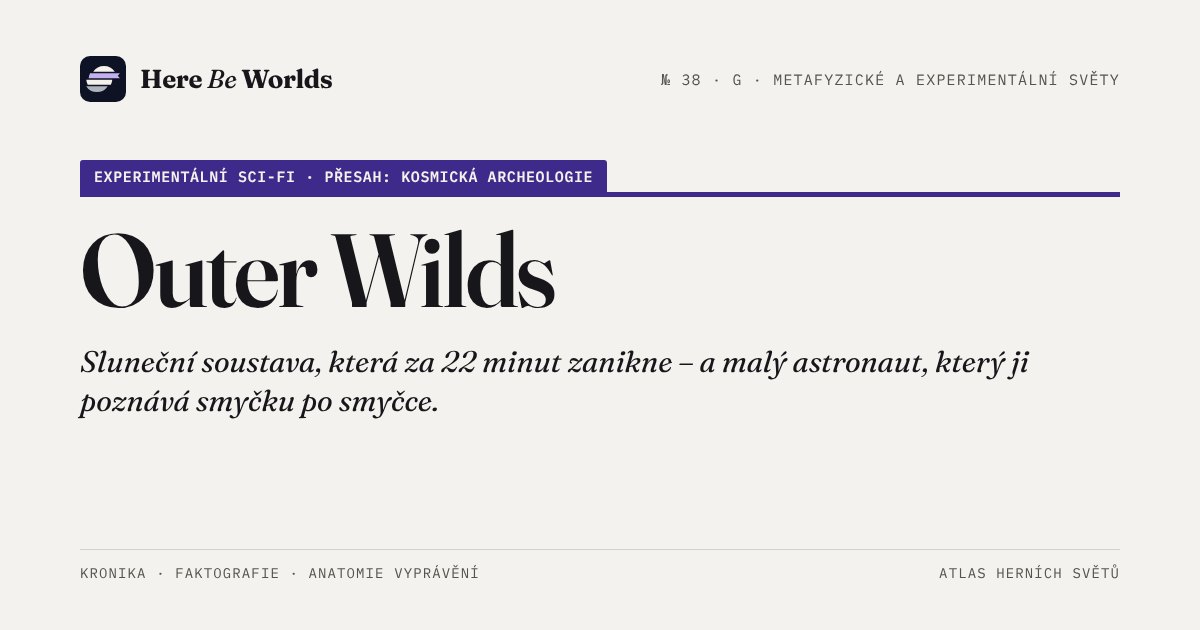 Here Be Worlds
№ 38 · G · METAFYZICKÉ A EXPERIMENTÁLNÍ SVĚTY
EXPERIMENTÁLNÍ SCI-FI · PŘESAH: KOSMICKÁ ARCHEOLOGIE
Outer Wilds
Sluneční soustava, která za 22 minut zanikne – a malý astronaut, který ji
poznává smyčku po smyčce.
KRONIKA · FAKTOGRAFIE · ANATOMIE VYPRÁVĚNÍ
ATLAS HERNÍCH SVĚTŮ